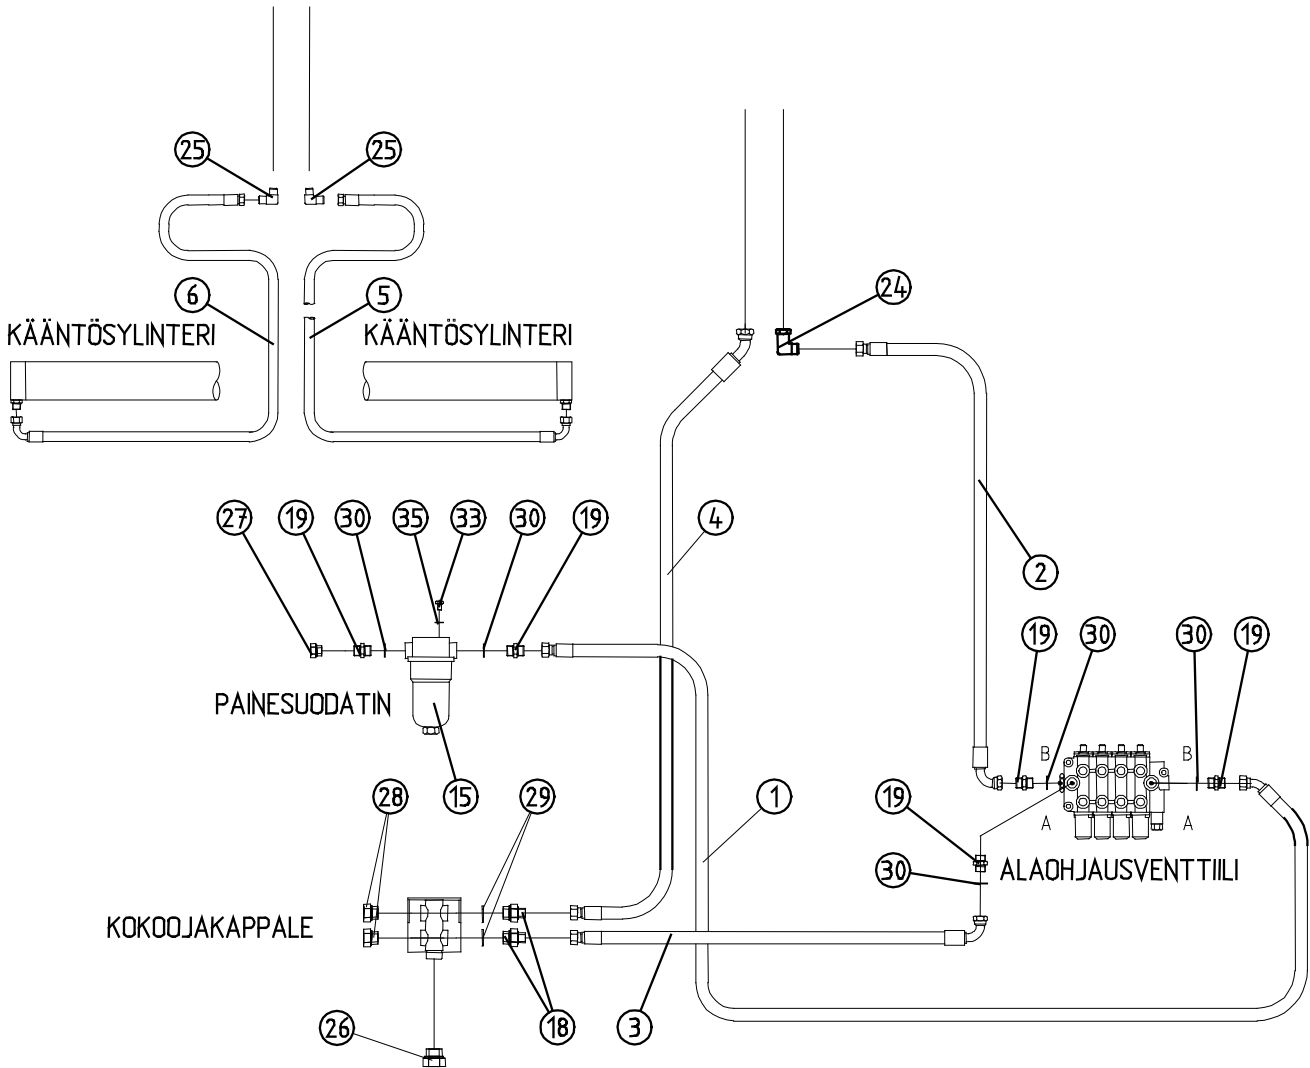 25 25
6 5
KÄÄNTÖSYLINTERI KÄÄNTÖSYLINTERI
24
27 19 30 35 33 30 19 4
2
19 30 30 19
PAINESUODATIN
B B
28 15 29 1 19
A A
30 ALAOHJAUSVENTTIILI
KOKOOJAKAPPALE
26 18 3